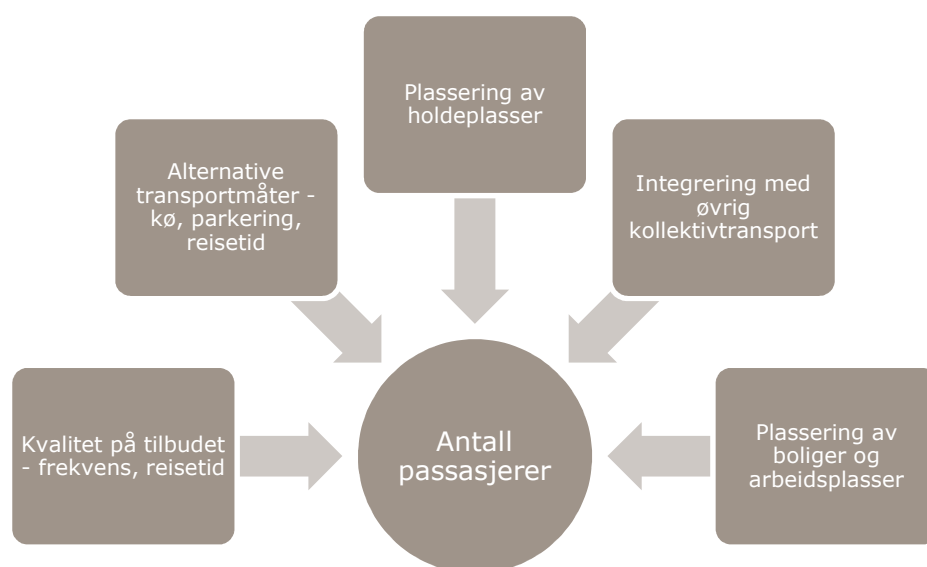 Plassering av
holdeplasser
Alternative
transportmåter -
kø, parkering,
reisetid
Integrering med
øvrig
kollektivtransport
Kvalitet på tilbudet
- frekvens, reisetid
Antall
passasjerer
Plassering av
boliger og
arbeidsplasser